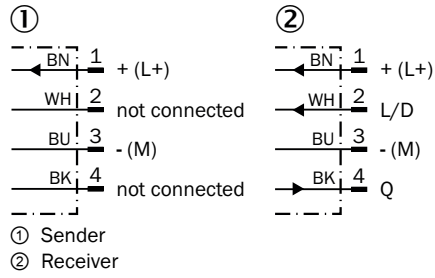 ① ②
BN 1 + (L+) BN 1 + (L+)
WH 2 not connected WH 2 L/D
BU 3 - (M) BU 3 - (M)
BK 4 not connected BK 4 Q
① Sender
② Receiver